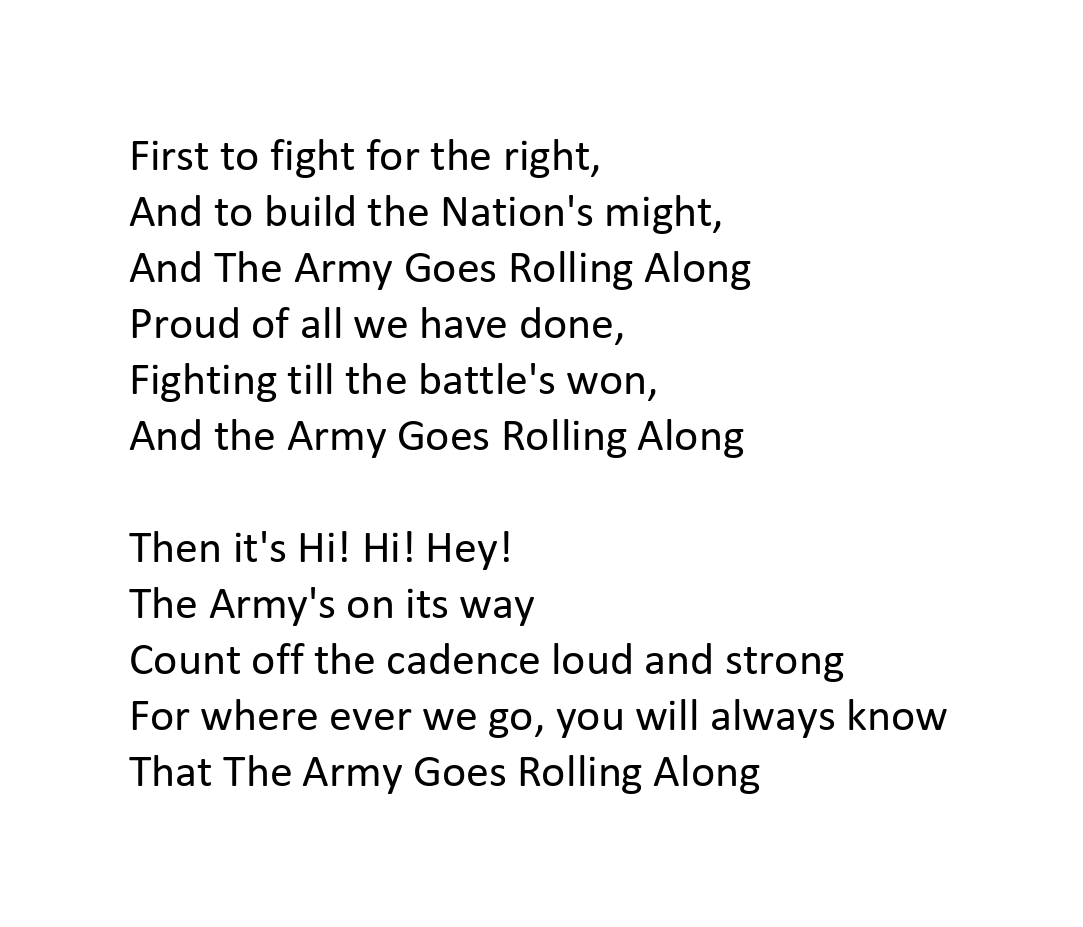 First to fight for the right,
And to build the Nation's might,
And The Army Goes Rolling Along
Proud of all we have done,
Fighting till the battle's won,
And the Army Goes Rolling Along

Then it's Hi! Hi! Hey!
The Army's on its way
Count off the cadence loud and strong
For where ever we go, you will always know
That The Army Goes Rolling Along